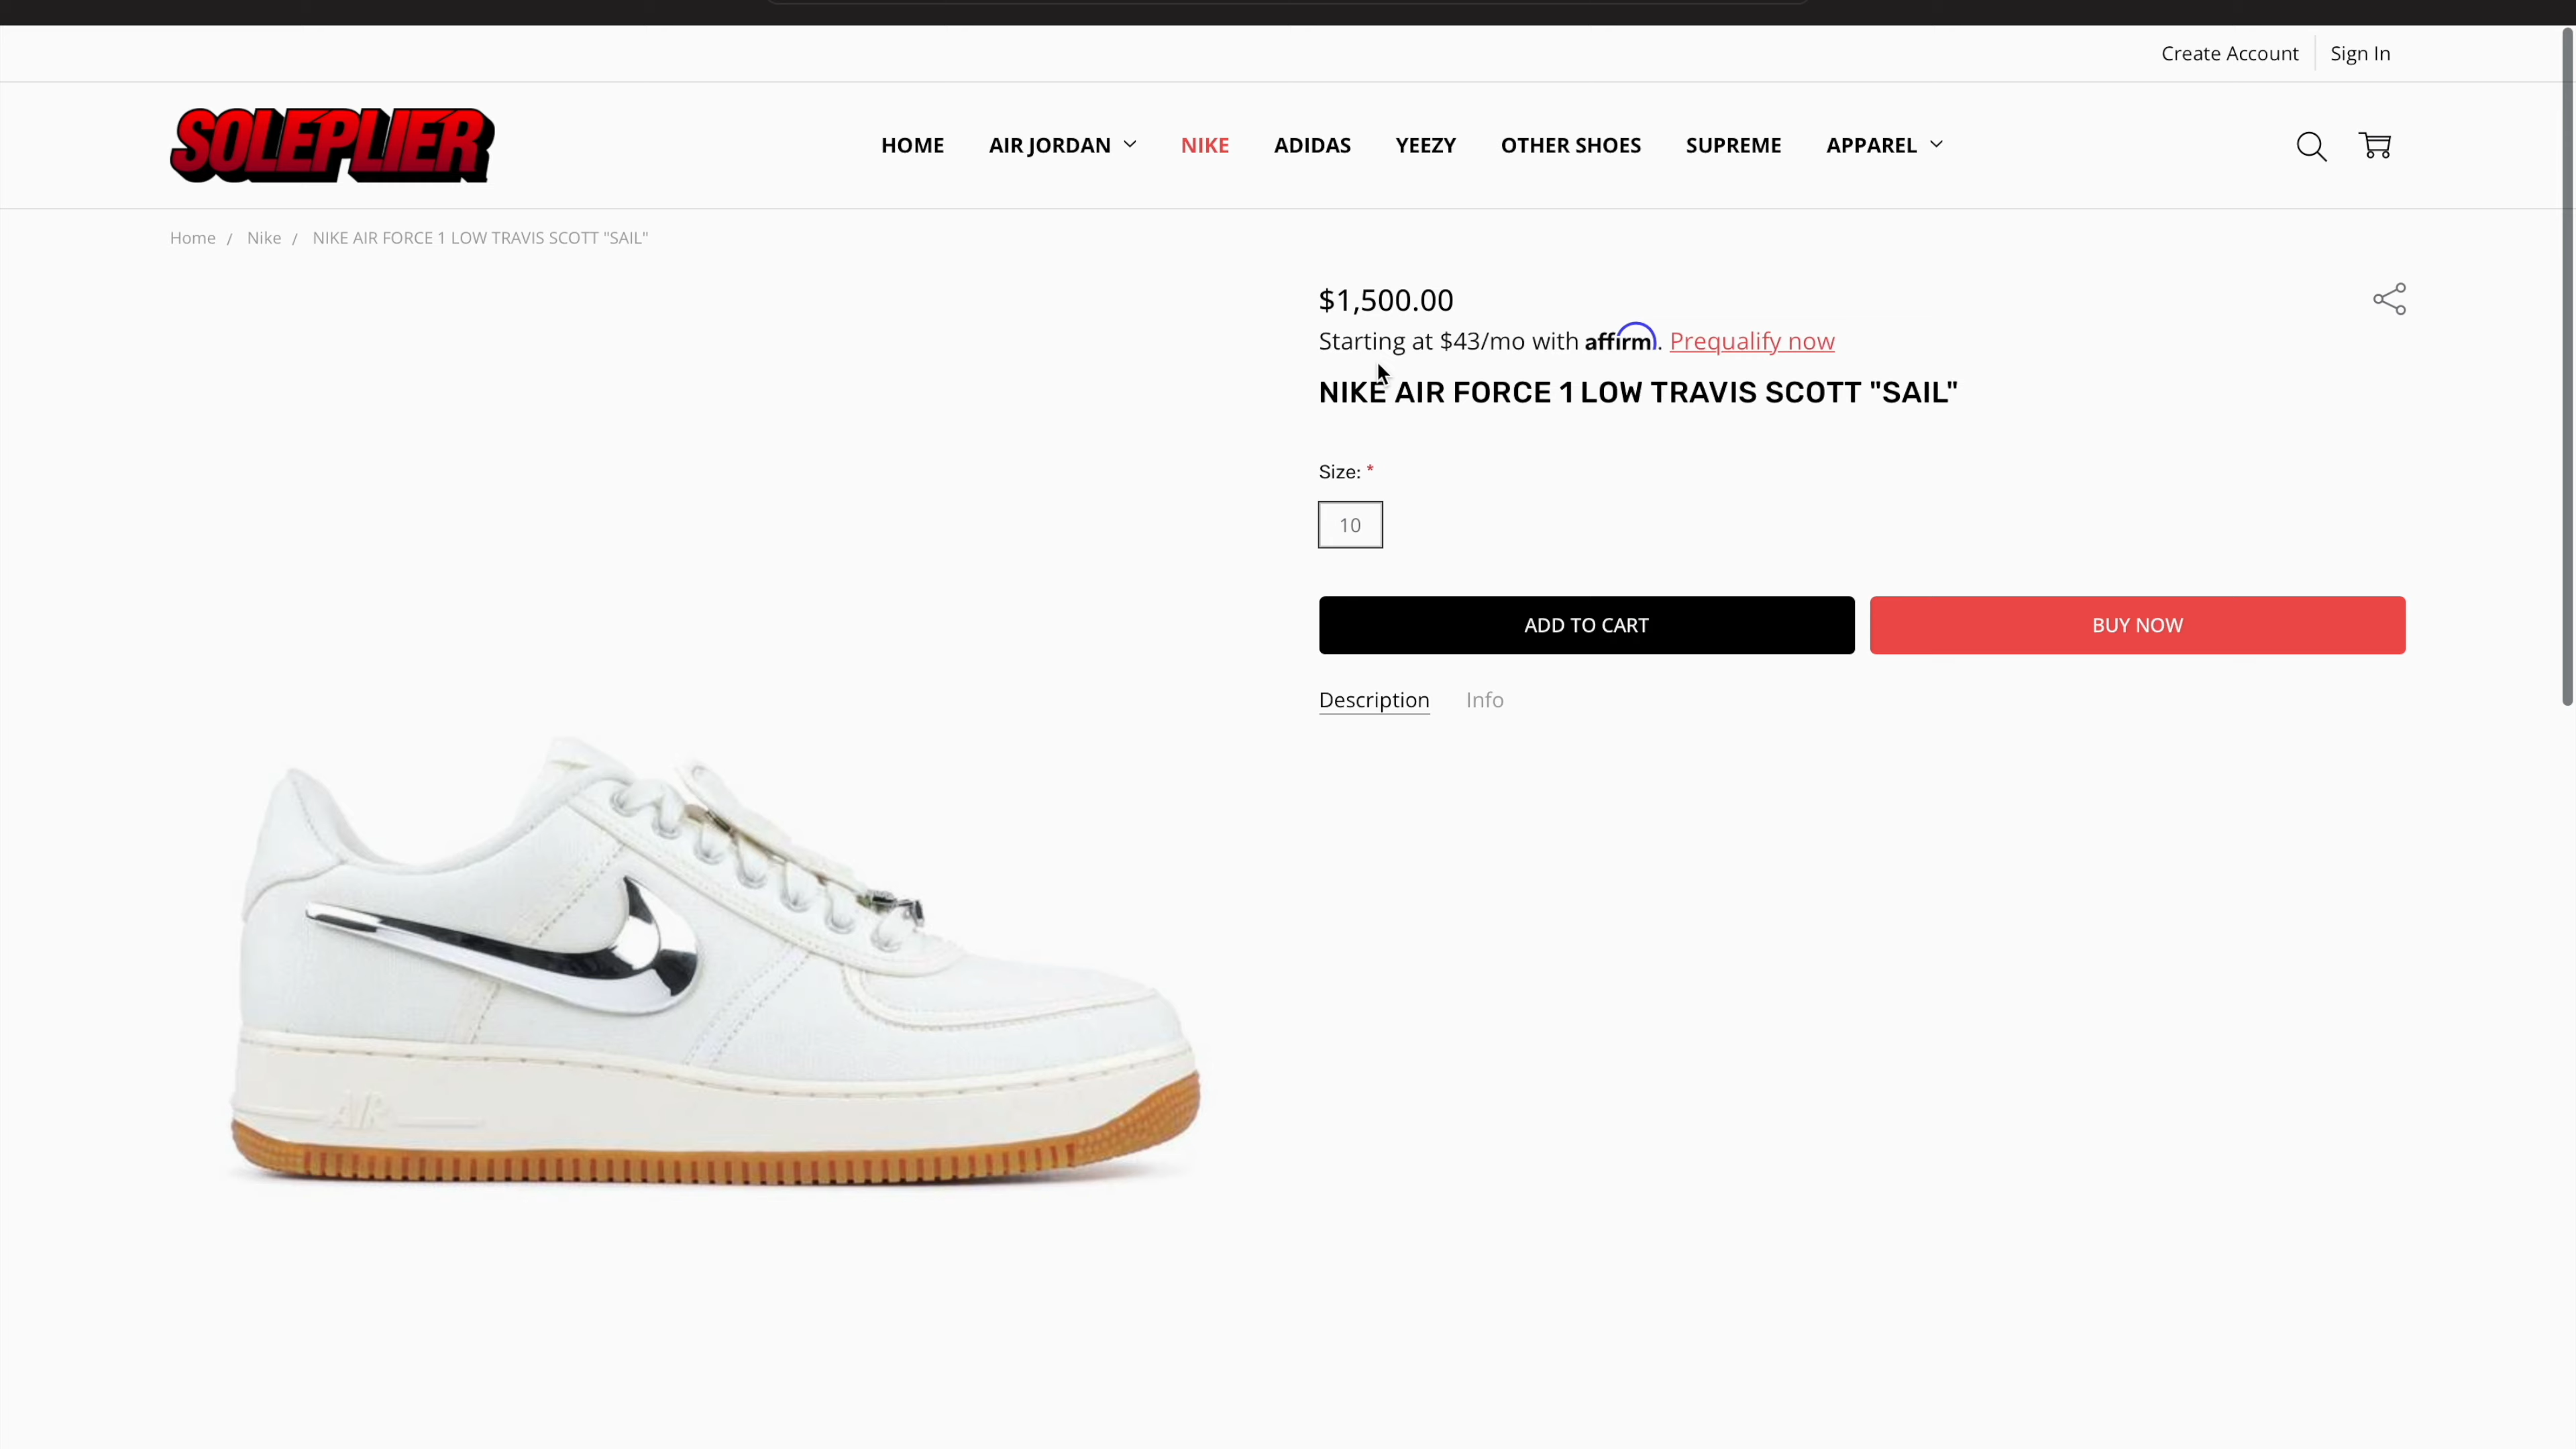 Create Account
Sign In
SOLEPLIER
HOME
AIR JORDAN
NIKE
ADIDAS
YEEZY
OTHER SHOES
SUPREME
APPAREL
Home / Nike / NIKE AIR FORCE 1 LOW TRAVIS SCOTT "SAIL"
$1,500.00
Starting at $43/mo with affirm. Prequalify now
NIKE AIR FORCE 1 LOW TRAVIS SCOTT "SAIL"
Size: *
10
ADD TO CART
BUY NOW
Description
Info
AIR